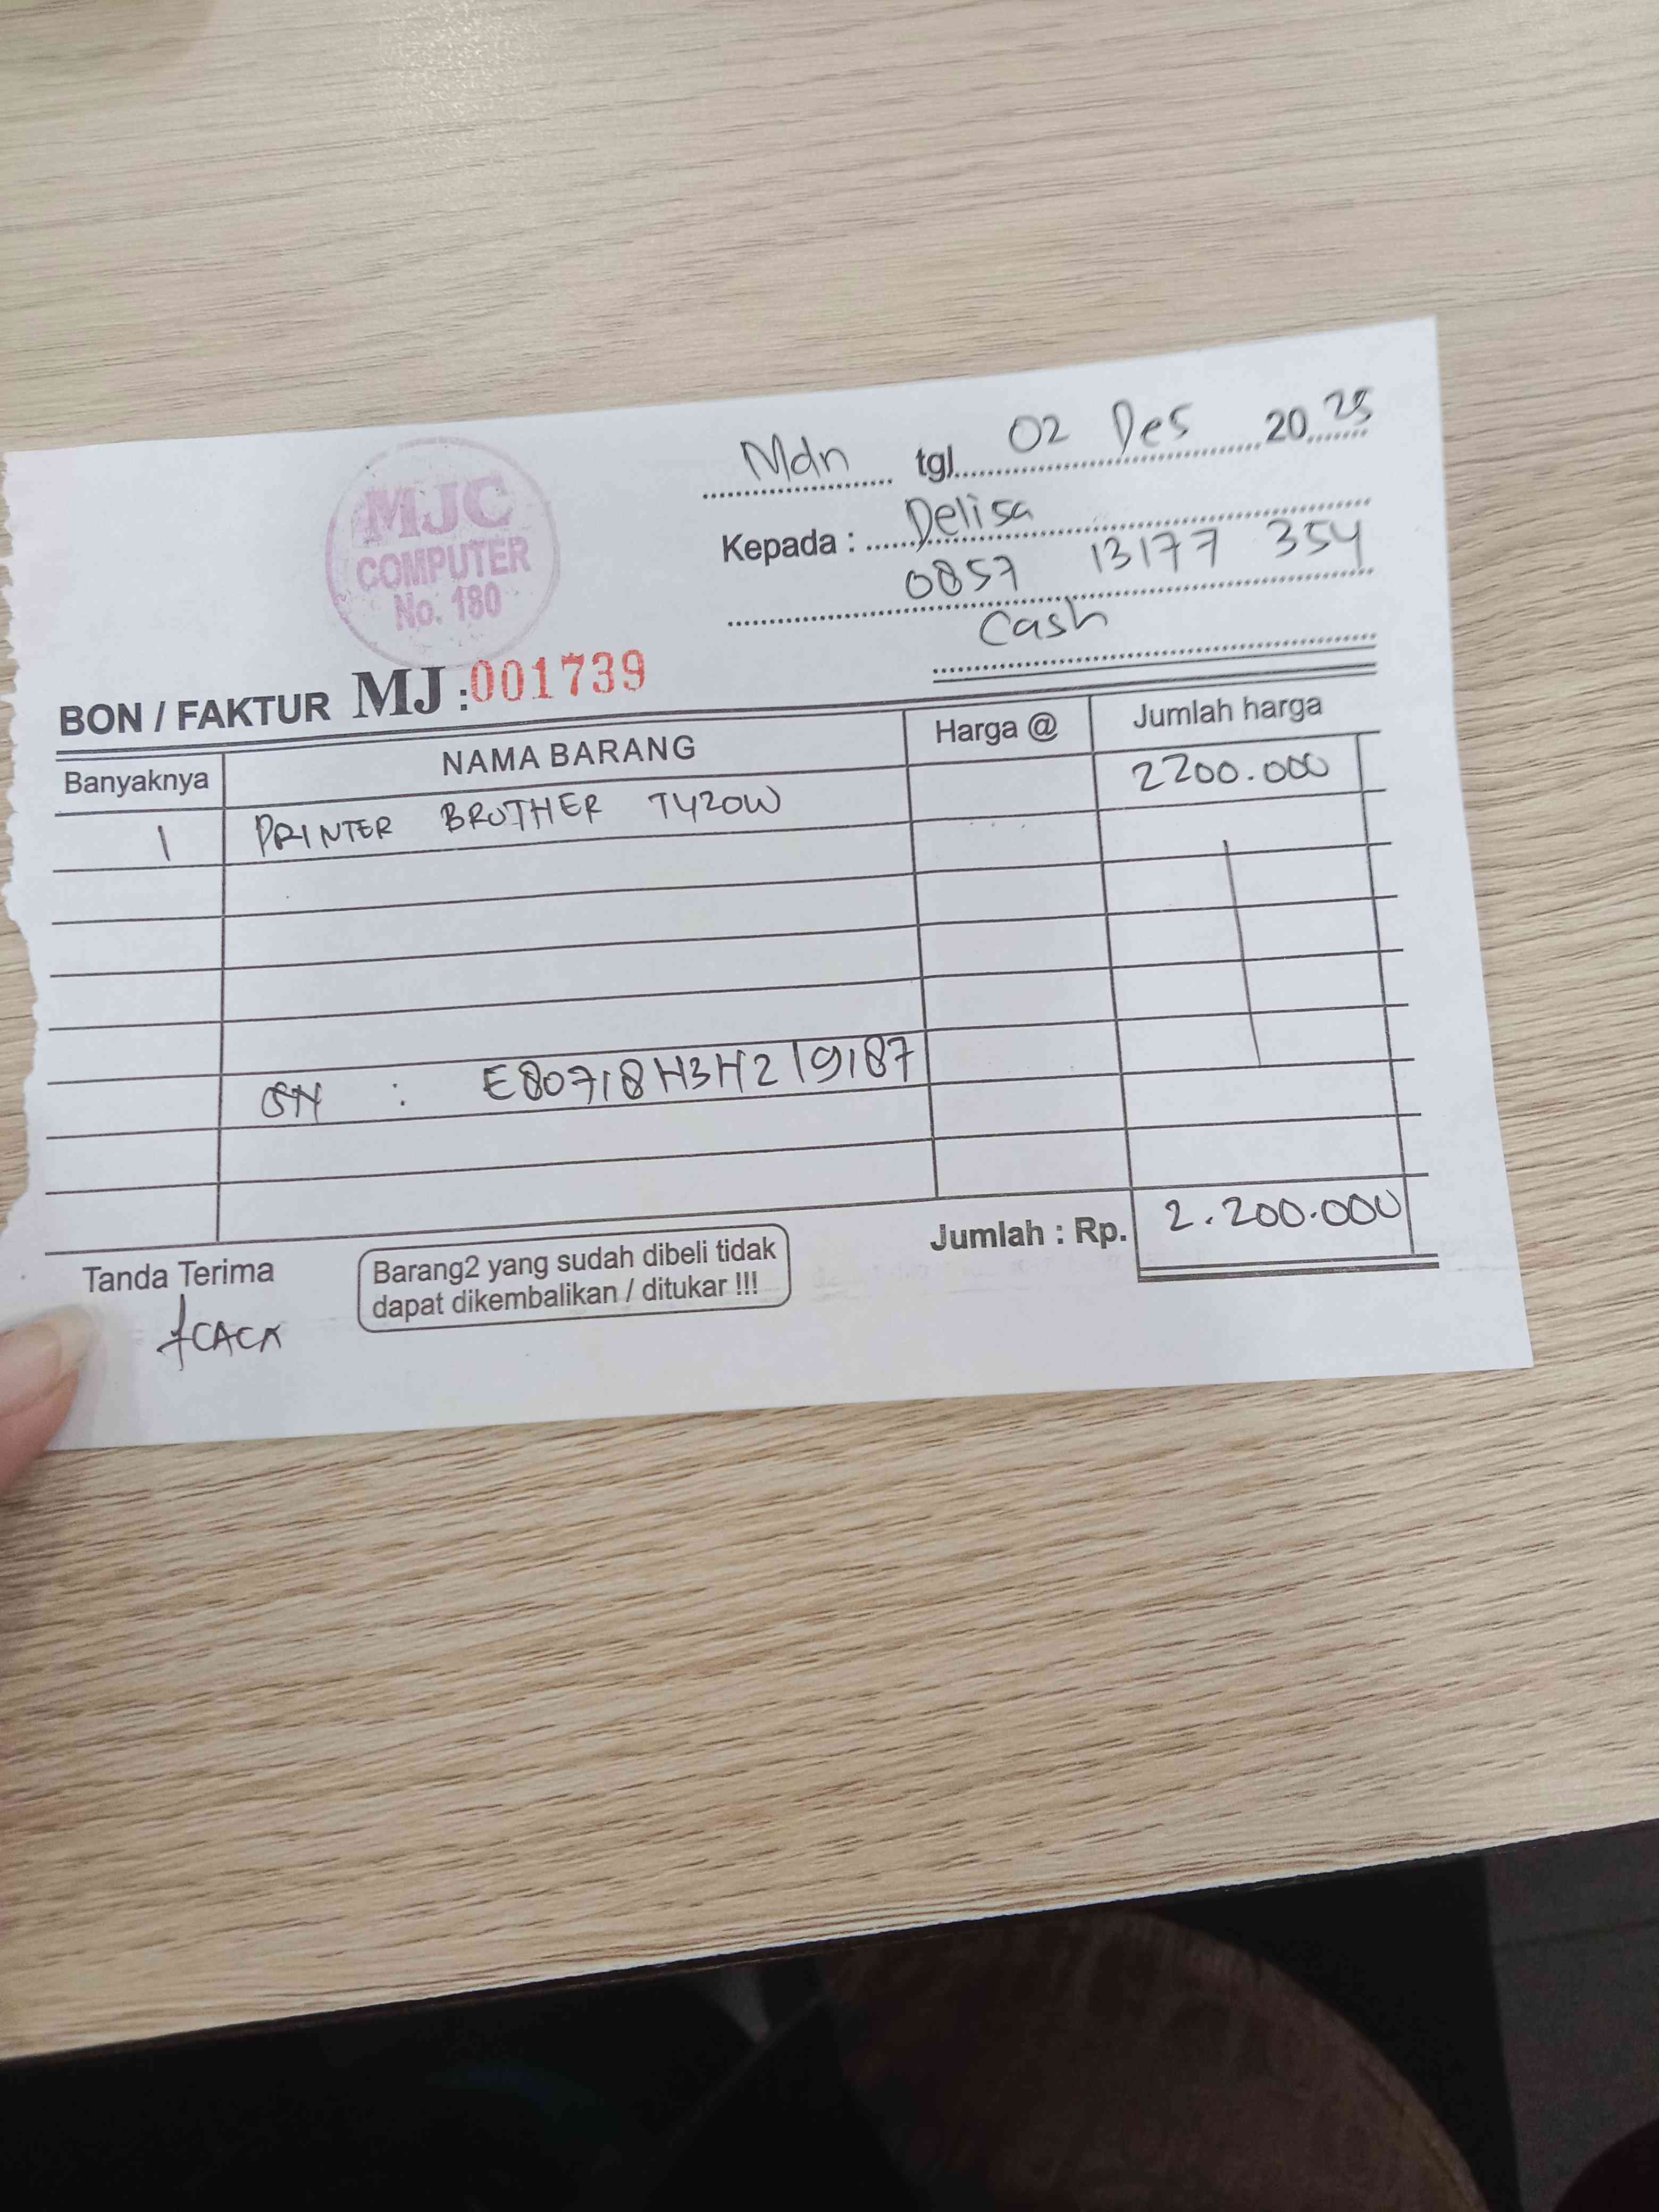 MJC
COMPUTER
No. 180
Mdn tgl. 02 Des 2025
Kepada : Delisa
0857 13177 354
Cash
BON / FAKTUR MJ :001739
Banyaknya NAMA BARANG Harga @ Jumlah harga
1 PRINTER BROTHER T420W 2200.000
SN : E80718H3H219187
Jumlah : Rp. 2.200.000
Tanda Terima
Barang2 yang sudah dibeli tidak
dapat dikembalikan / ditukar !!!
CACA